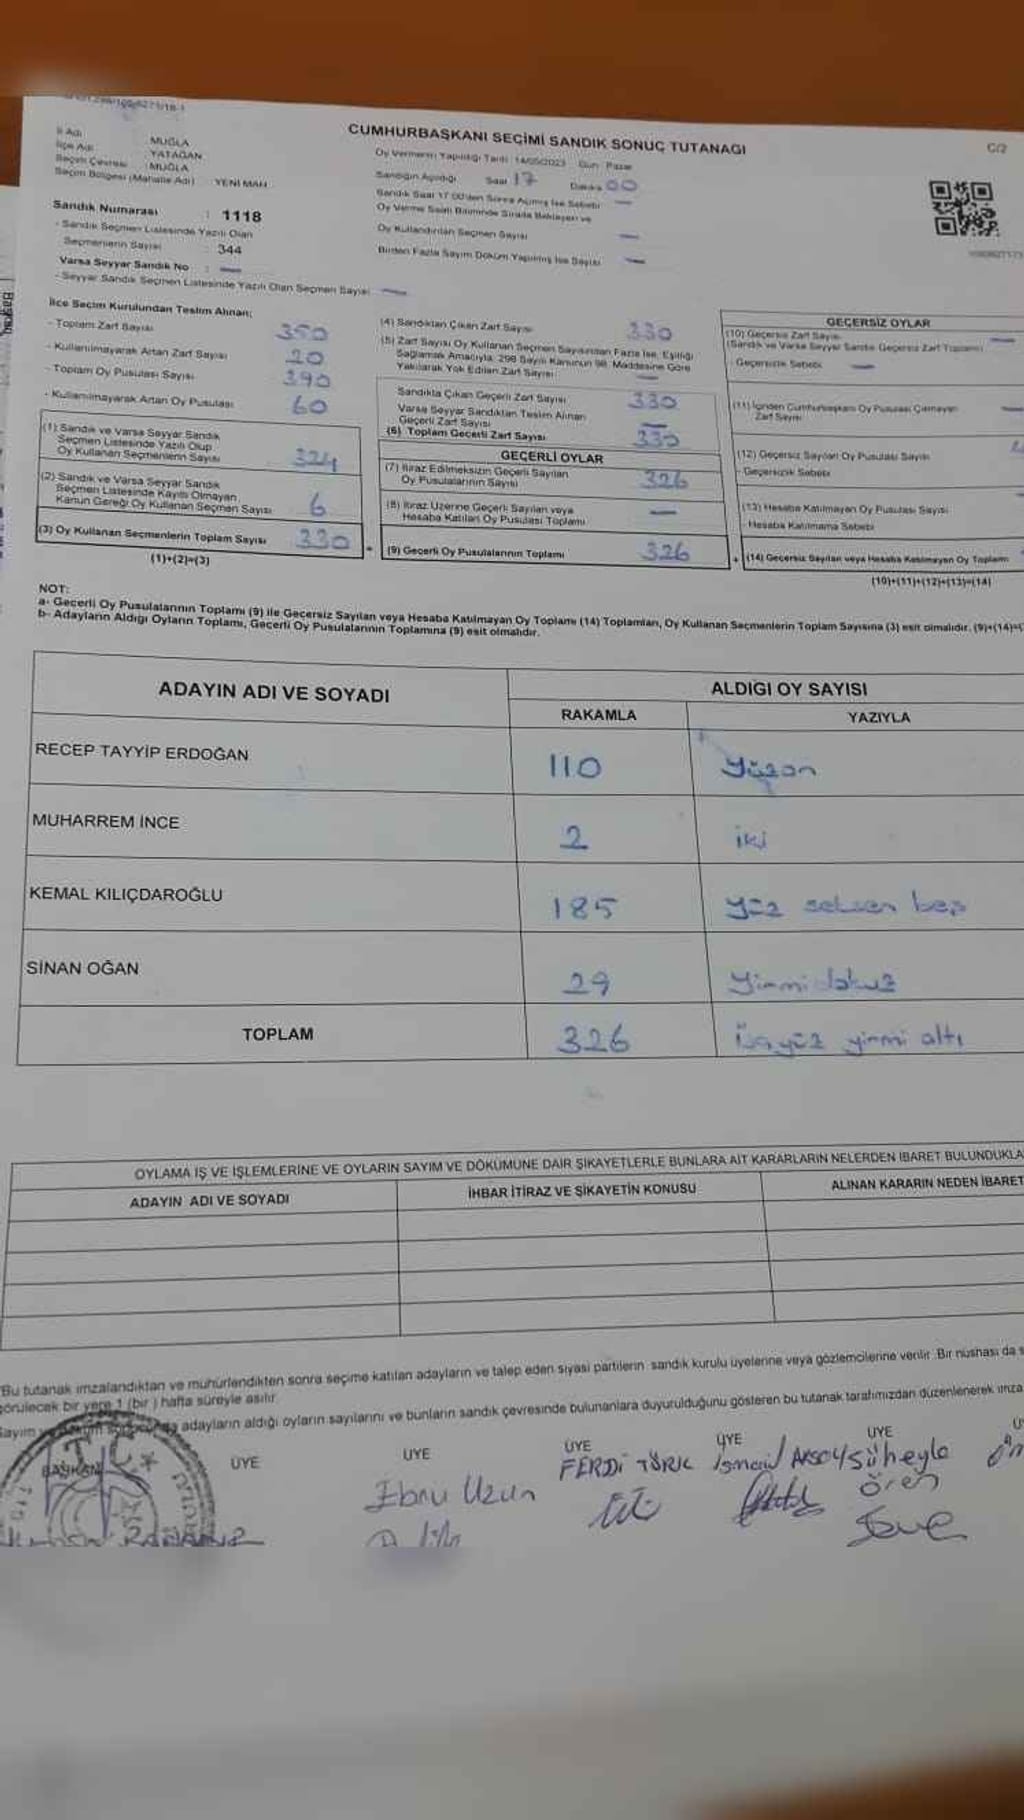 CUMHURBAŞKANI SEÇİMİ SANDIK SONUÇ TUTANAĞI
C/2
İl Adı : MUĞLA
İlçe Adı : YATAĞAN
Seçim Çevresi : MUĞLA
Seçim Bölgesi (Mahalle Adı) : YENİ MAH
Oy Vermenin Yapıldığı Tarih 14/05/2023 Gün Pazar
Sandığın Açıldığı Saat 17 Dakika 00
Sandık Saat 17.00'den Sonra Açılmış İse Sebebi —
Oy Verme Saati Bitiminde Sırada Bekleyen ve
Oy Kullandırılan Seçmen Sayısı —
Birden Fazla Sayım Döküm Yapılmış İse Sayısı —
Sandık Numarası : 1118
- Sandık Seçmen Listesinde Yazılı Olan
Seçmenlerin Sayısı : 344
Varsa Seyyar Sandık No : —
- Seyyar Sandık Seçmen Listesinde Yazılı Olan Seçmen Sayısı —
İlçe Seçim Kurulundan Teslim Alınan;
- Toplam Zarf Sayısı 350
- Kullanılmayarak Artan Zarf Sayısı 20
- Toplam Oy Pusulası Sayısı 390
- Kullanılmayarak Artan Oy Pusulası 60
(1) Sandık ve Varsa Seyyar Sandık
Seçmen Listesinde Yazılı Olup
Oy Kullanan Seçmenlerin Sayısı 324
(2) Sandık ve Varsa Seyyar Sandık
Seçmen Listesinde Kayıtlı Olmayan
Kanun Gereği Oy Kullanan Seçmen Sayısı 6
(3) Oy Kullanan Seçmenlerin Toplam Sayısı 330
(1)+(2)=(3)
(4) Sandıktan Çıkan Zarf Sayısı 330
(5) Zarf Sayısı Oy Kullanan Seçmen Sayısından Fazla İse, Eşitliği
Sağlamak Amacıyla, 298 Sayılı Kanunun 98. Maddesine Göre
Yakılarak Yok Edilen Zarf Sayısı —
Sandıkta Çıkan Geçerli Zarf Sayısı 330
Varsa Seyyar Sandıktan Teslim Alınan
Geçerli Zarf Sayısı —
(6) Toplam Geçerli Zarf Sayısı 330
GEÇERLİ OYLAR
(7) İtiraz Edilmeksizin Geçerli Sayılan
Oy Pusulalarının Sayısı 326
(8) İtiraz Üzerine Geçerli Sayılan veya
Hesaba Katılan Oy Pusulası Toplamı —
(9) Geçerli Oy Pusulalarının Toplamı 326
GEÇERSİZ OYLAR
(10) Geçersiz Zarf Sayısı
(Sandık ve Varsa Seyyar Sandık Geçersiz Zarf Toplamı) —
Geçersizlik Sebebi —
(11) İçinden Cumhurbaşkanı Oy Pusulası Çıkmayan
Zarf Sayısı —
(12) Geçersiz Sayılan Oy Pusulası Sayısı
- Geçersizlik Sebebi
(13) Hesaba Katılmayan Oy Pusulası Sayısı
- Hesaba Katılmama Sebebi
+ (14) Geçersiz Sayılan veya Hesaba Katılmayan Oy Toplamı
(10)+(11)+(12)+(13)=(14)
NOT:
a- Geçerli Oy Pusulalarının Toplamı (9) ile Geçersiz Sayılan veya Hesaba Katılmayan Oy Toplamı (14) Toplamları, Oy Kullanan Seçmenlerin Toplam Sayısına (3) eşit olmalıdır. (9)+(14)=(
b- Adayların Aldığı Oyların Toplamı, Geçerli Oy Pusulalarının Toplamına (9) eşit olmalıdır.
ADAYIN ADI VE SOYADI
ALDIĞI OY SAYISI
RAKAMLA YAZIYLA
RECEP TAYYİP ERDOĞAN 110 yüzon
MUHARREM İNCE 2 iki
KEMAL KILIÇDAROĞLU 185 yüz seksen beş
SİNAN OĞAN 29 yirmi dokuz
TOPLAM 326 üçyüz yirmi altı
OYLAMA İŞ VE İŞLEMLERİNE VE OYLARIN SAYIM VE DÖKÜMÜNE DAİR ŞİKAYETLERLE BUNLARA AİT KARARLARIN NELERDEN İBARET BULUNDUKLA
ADAYIN ADI VE SOYADI
İHBAR İTİRAZ VE ŞİKAYETİN KONUSU
ALINAN KARARIN NEDEN İBARET
Bu tutanak imzalandıktan ve mühürlendikten sonra seçime katılan adayların ve talep eden siyasi partilerin sandık kurulu üyelerine veya gözlemcilerine verilir. Bir nüshası da s
görülecek bir yere 1 (bir) hafta süreyle asılır.
Sayım adayların aldığı oyların sayılarını ve bunların sandık çevresinde bulunanlara duyurulduğunu gösteren bu tutanak tarafımızdan düzenlenerek imza
T.C.
BAŞKAN ÜYE ÜYE ÜYE ÜYE ÜYE
Ebru Uzun
FERDİ TÜRK
İsmail AKSOY
Süheyla
Ören